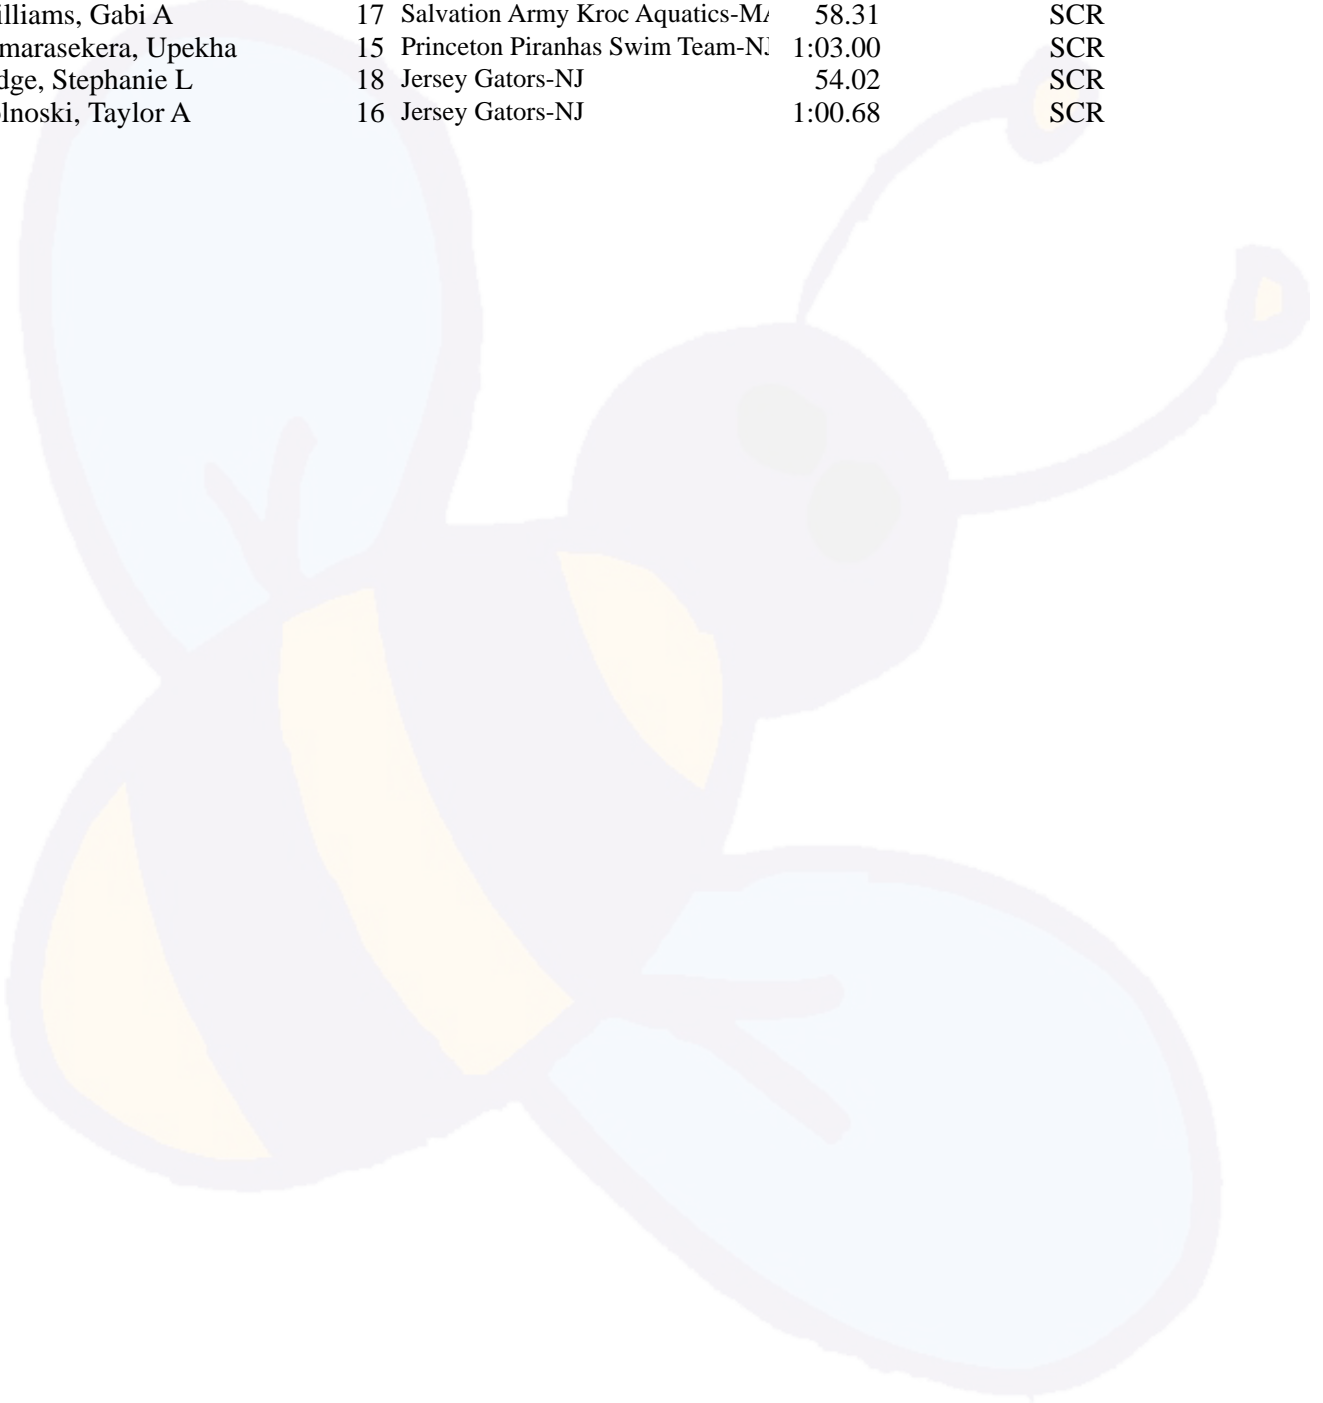 illiams, Gabi A 17 Salvation Army Kroc Aquatics-MA 58.31 SCR
marasekera, Upekha 15 Princeton Piranhas Swim Team-NJ 1:03.00 SCR
dge, Stephanie L 18 Jersey Gators-NJ 54.02 SCR
lnoski, Taylor A 16 Jersey Gators-NJ 1:00.68 SCR